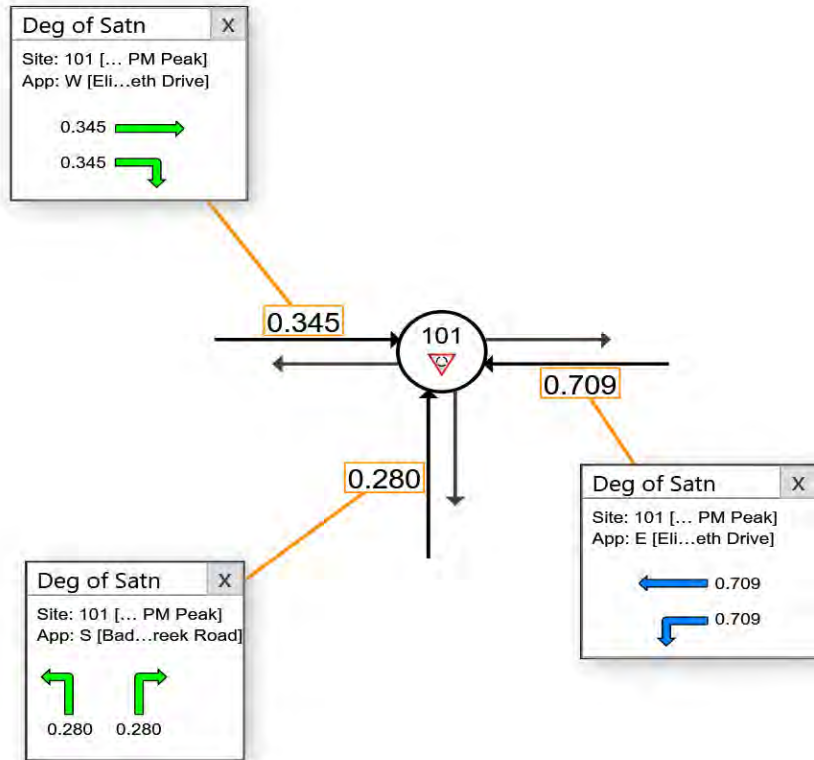 Deg of Satn X
Site: 101 [... PM Peak]
App: W [Eli...eth Drive]
0.345
0.345
0.345
101
0.709
0.280
Deg of Satn X
Site: 101 [... PM Peak]
App: E [Eli...eth Drive]
0.709
0.709
Deg of Satn X
Site: 101 [... PM Peak]
App: S [Bad...reek Road]
0.280 0.280